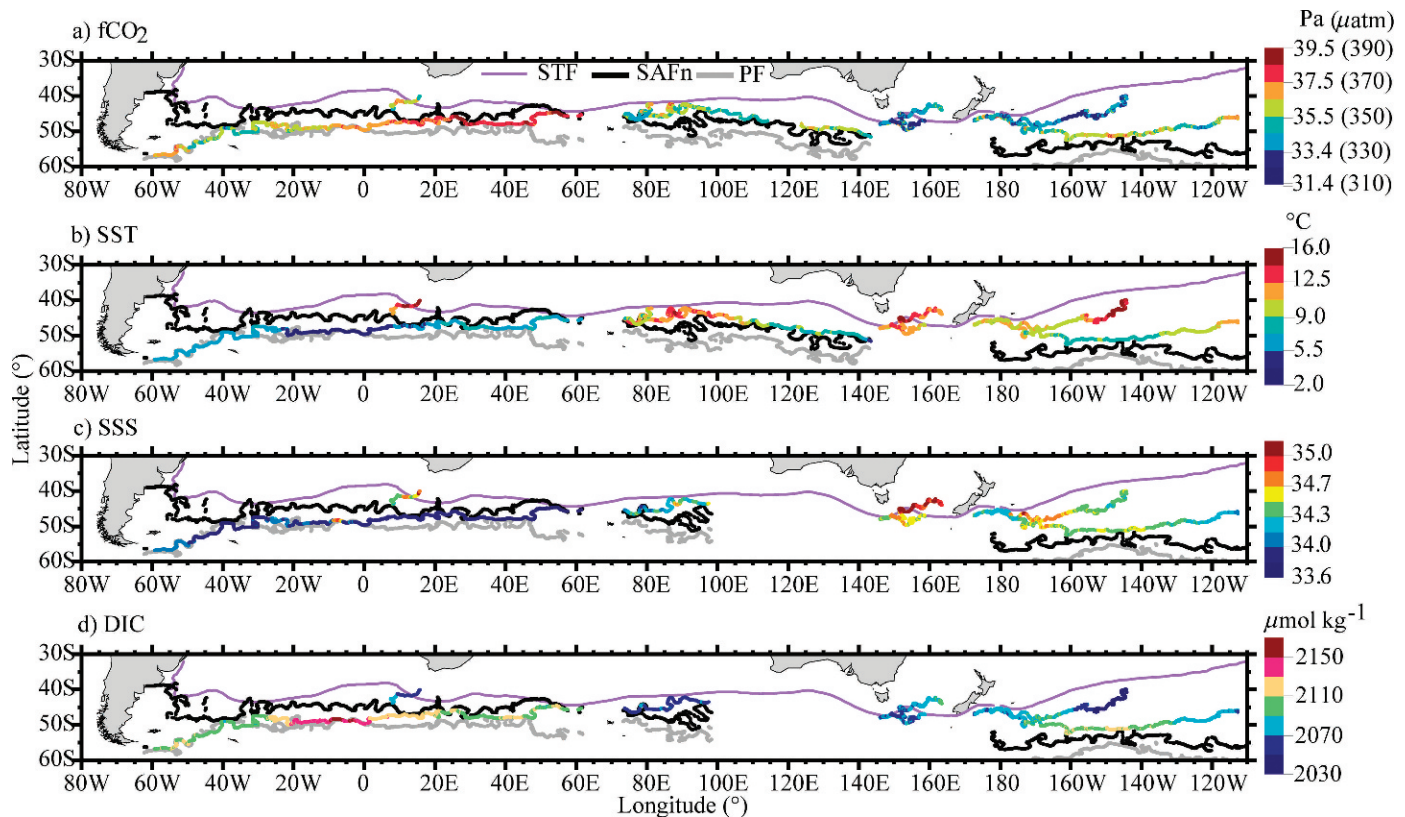 a) fCO2
Pa (μatm)
30S
40S
50S
60S
STF SAFn PF
39.5 (390)
37.5 (370)
35.5 (350)
33.4 (330)
31.4 (310)
80W 60W 40W 20W 0 20E 40E 60E 80E 100E 120E 140E 160E 180 160W 140W 120W
b) SST
°C
30S
40S
50S
60S
16.0
12.5
9.0
5.5
2.0
80W 60W 40W 20W 0 20E 40E 60E 80E 100E 120E 140E 160E 180 160W 140W 120W
Latitude (°)
c) SSS
30S
40S
50S
60S
35.0
34.7
34.3
34.0
33.6
80W 60W 40W 20W 0 20E 40E 60E 80E 100E 120E 140E 160E 180 160W 140W 120W
d) DIC
μmol kg-1
30S
40S
50S
60S
2150
2110
2070
2030
80W 60W 40W 20W 0 20E 40E 60E 80E 100E 120E 140E 160E 180 160W 140W 120W
Longitude (°)